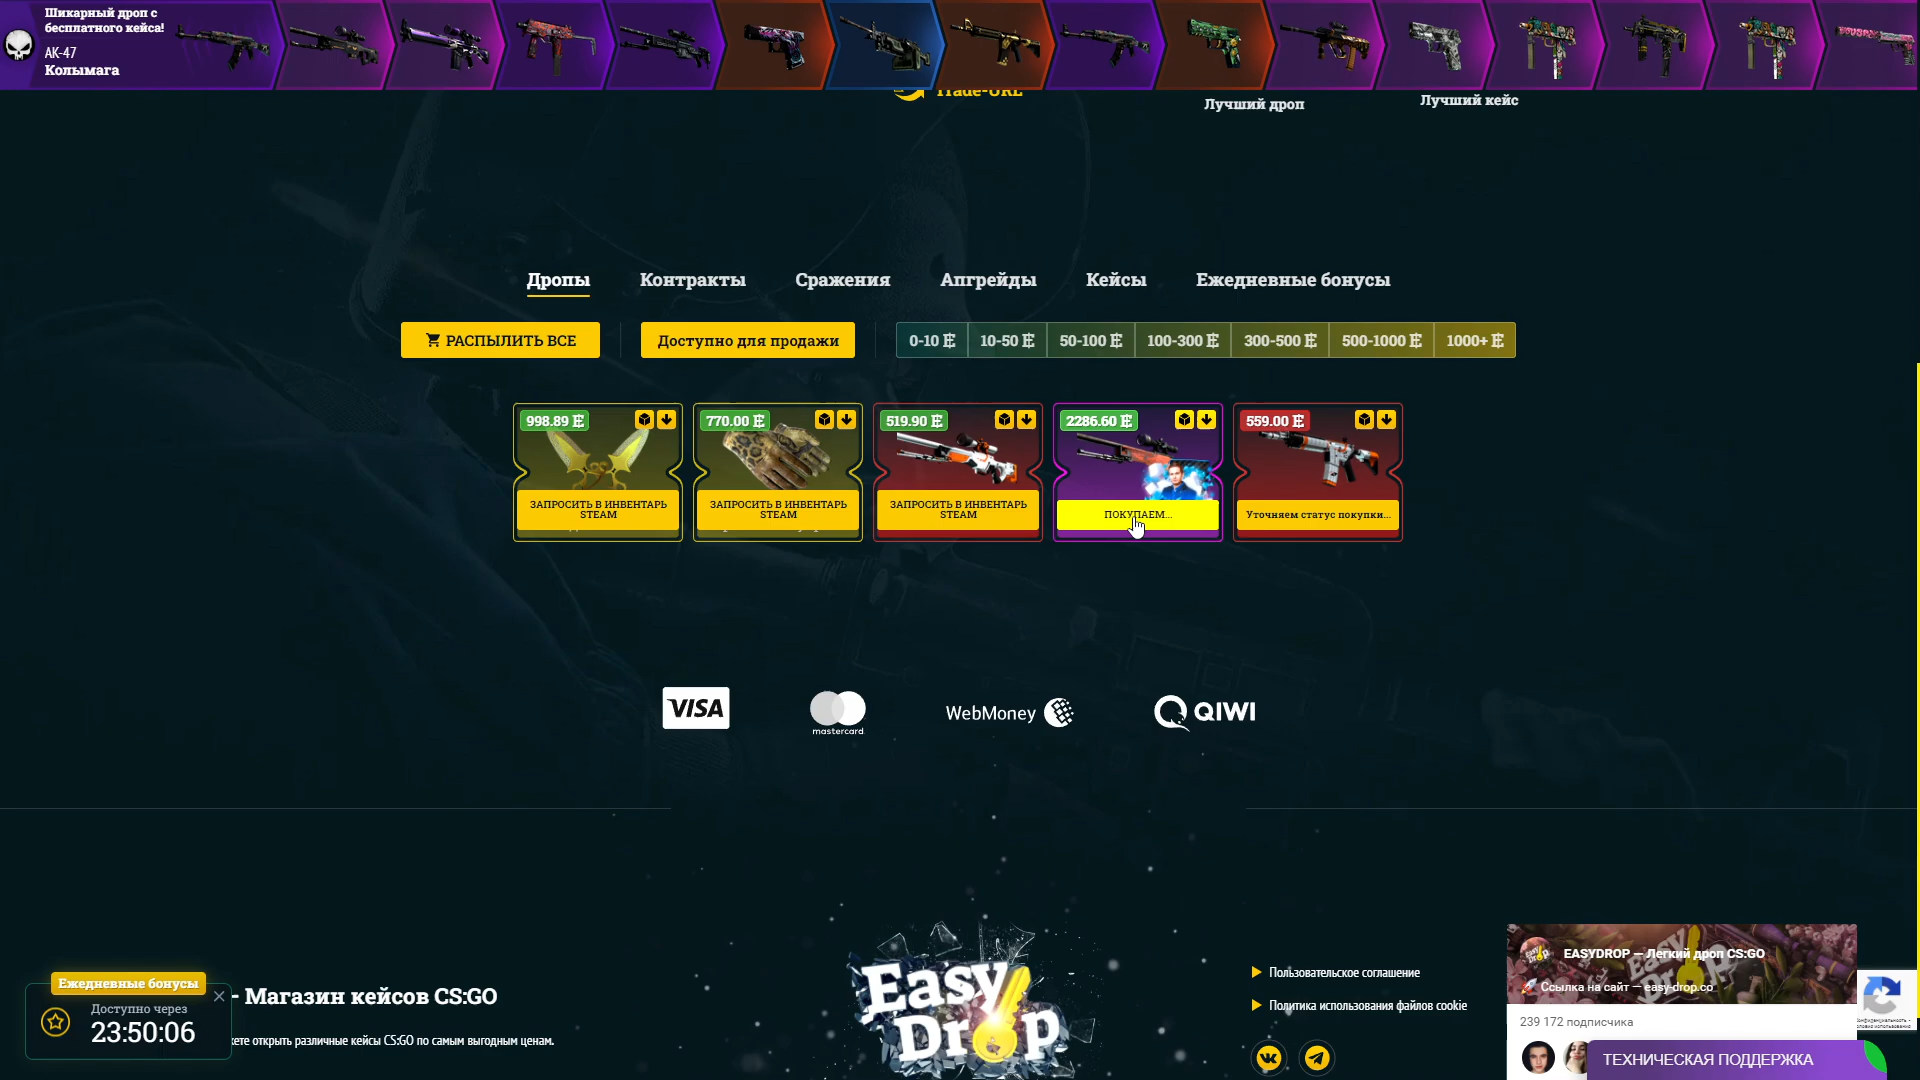 Шикарный дроп с
бесплатного кейса!
АК-47
Колымага
Trade-URL
Лучший дроп
Лучший кейс
Дропы
Контракты
Сражения
Апгрейды
Кейсы
Ежедневные бонусы
РАСПЫЛИТЬ ВСЕ
Доступно для продажи
0-10
10-50
50-100
100-300
300-500
500-1000
1000+
998.89
770.00
519.90
2286.60
559.00
ЗАПРОСИТЬ В ИНВЕНТАРЬ
STEAM
ЗАПРОСИТЬ В ИНВЕНТАРЬ
STEAM
ЗАПРОСИТЬ В ИНВЕНТАРЬ
STEAM
ПОКУПАЕМ...
Уточняем статус покупки...
VISA
mastercard
WebMoney
QIWI
Ежедневные бонусы
Доступно через
23:50:06
- Магазин кейсов CS:GO
жете открыть различные кейсы CS:GO по самым выгодным ценам.
Easy
Drop
Пользовательское соглашение
Политика использования файлов cookie
EASYDROP — Легкий дроп CS:GO
Ссылка на сайт — easy-drop.co
239 172 подписчика
ТЕХНИЧЕСКАЯ ПОДДЕРЖКА